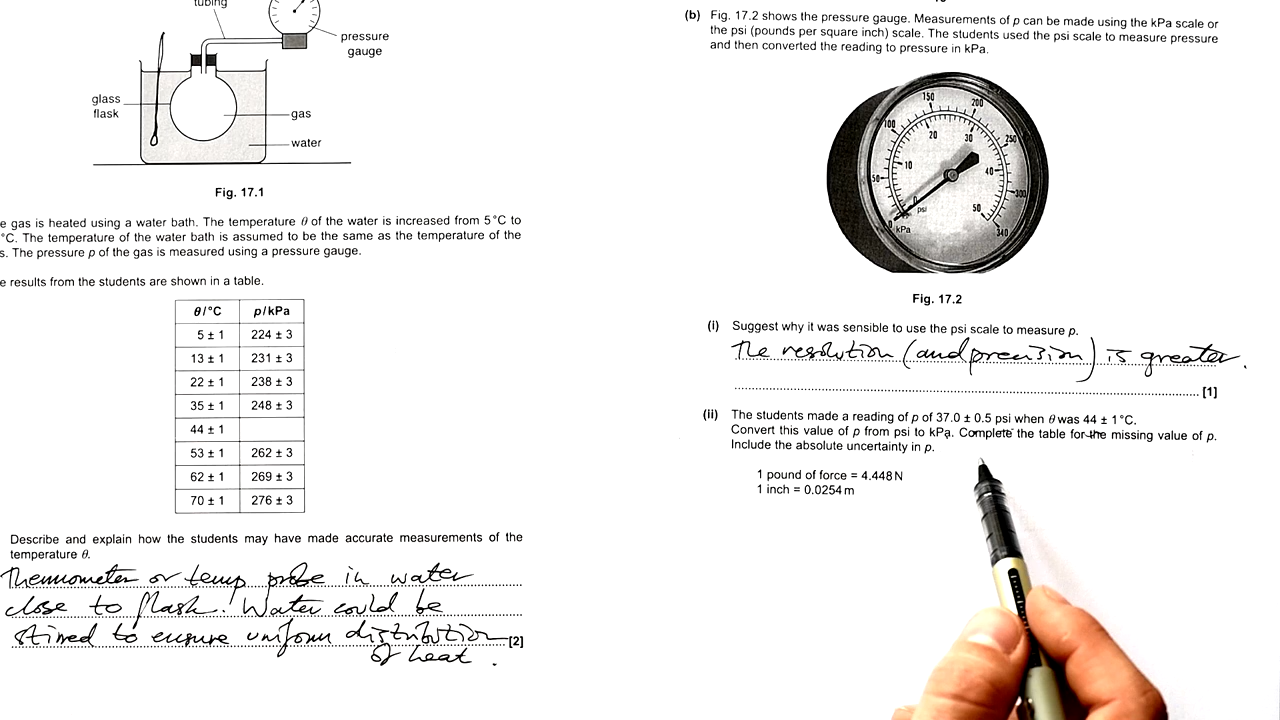 tubing
pressure
gauge
glass
flask
gas
water
Fig. 17.1
e gas is heated using a water bath. The temperature θ of the water is increased from 5 °C to
°C. The temperature of the water bath is assumed to be the same as the temperature of the
s. The pressure p of the gas is measured using a pressure gauge.
e results from the students are shown in a table.
θ/°C p/kPa
5 ± 1 224 ± 3
13 ± 1 231 ± 3
22 ± 1 238 ± 3
35 ± 1 248 ± 3
44 ± 1
53 ± 1 262 ± 3
62 ± 1 269 ± 3
70 ± 1 276 ± 3
Describe and explain how the students may have made accurate measurements of the
temperature θ.
Thermometer or temp probe in water
close to flask. Water could be
stirred to ensure uniform distribution
[2]
of heat.
(b) Fig. 17.2 shows the pressure gauge. Measurements of p can be made using the kPa scale or
the psi (pounds per square inch) scale. The students used the psi scale to measure pressure
and then converted the reading to pressure in kPa.
150 200
100 20 30 250
50 10 40 300
0 psi 50
0 kPa 340
Fig. 17.2
(i) Suggest why it was sensible to use the psi scale to measure p.
The resolution (and precision) is greater.
[1]
(ii) The students made a reading of p of 37.0 ± 0.5 psi when θ was 44 ± 1 °C.
Convert this value of p from psi to kPa. Complete the table for the missing value of p.
Include the absolute uncertainty in p.
1 pound of force = 4.448 N
1 inch = 0.0254 m